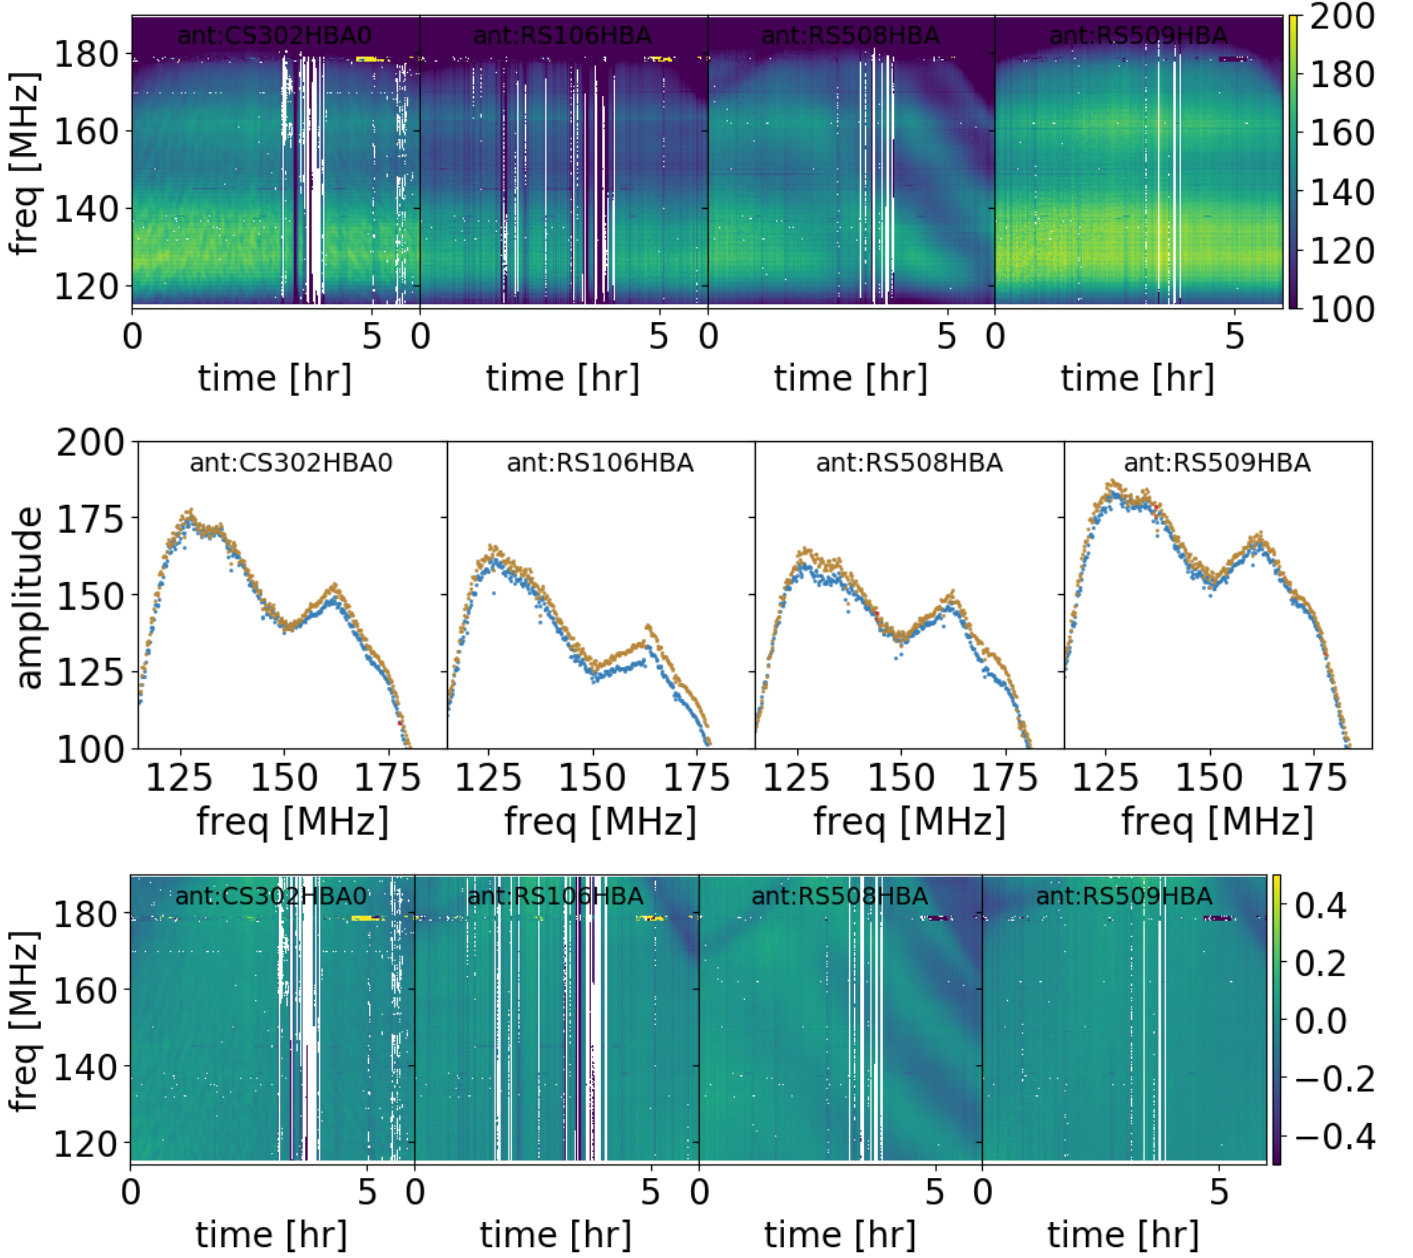 ant:CS302HBA0 ant:RS106HBA ant:RS508HBA ant:RS509HBA
freq [MHz]
180
160
140
120
200
180
160
140
120
100
0 5 0 5 0 5 0 5
time [hr] time [hr] time [hr] time [hr]
ant:CS302HBA0 ant:RS106HBA ant:RS508HBA ant:RS509HBA
amplitude
200
175
150
125
100
125 150 175 125 150 175 125 150 175 125 150 175
freq [MHz] freq [MHz] freq [MHz] freq [MHz]
ant:CS302HBA0 ant:RS106HBA ant:RS508HBA ant:RS509HBA
freq [MHz]
180
160
140
120
0.4
0.2
0.0
−0.2
−0.4
0 5 0 5 0 5 0 5
time [hr] time [hr] time [hr] time [hr]